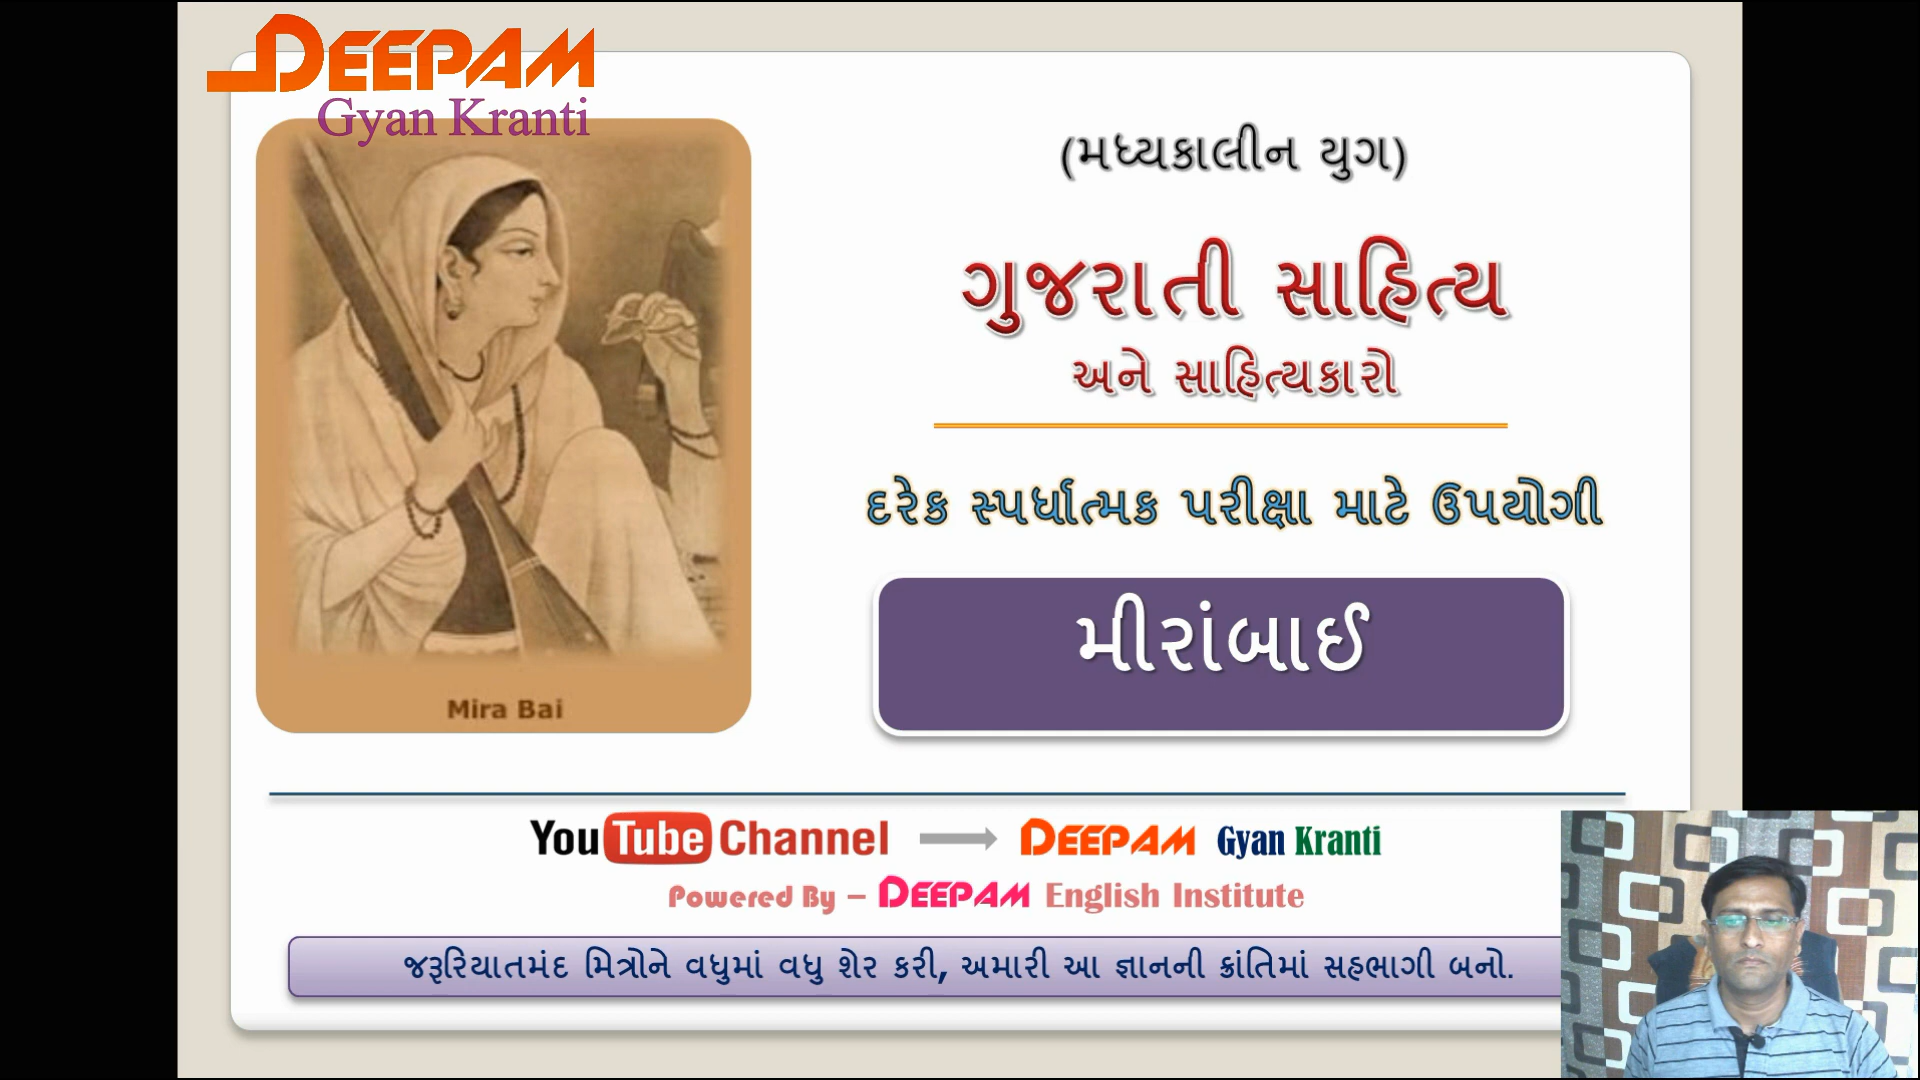 DEEPAM
Gyan Kranti
(મધ્યકાલીન યુગ)
ગુજરાતી સાહિત્ય
અને સાહિત્યકારો
દરેક સ્પર્ધાત્મક પરીક્ષા માટે ઉપયોગી
મીરાંબાઈ
Mira Bai
YouTube Channel DEEPAM Gyan Kranti
Powered By – DEEPAM English Institute
જરૂરિયાતમંદ મિત્રોને વધુમાં વધુ શેર કરી, અમારી આ જ્ઞાનની ક્રાંતિમાં સહભાગી બનો.